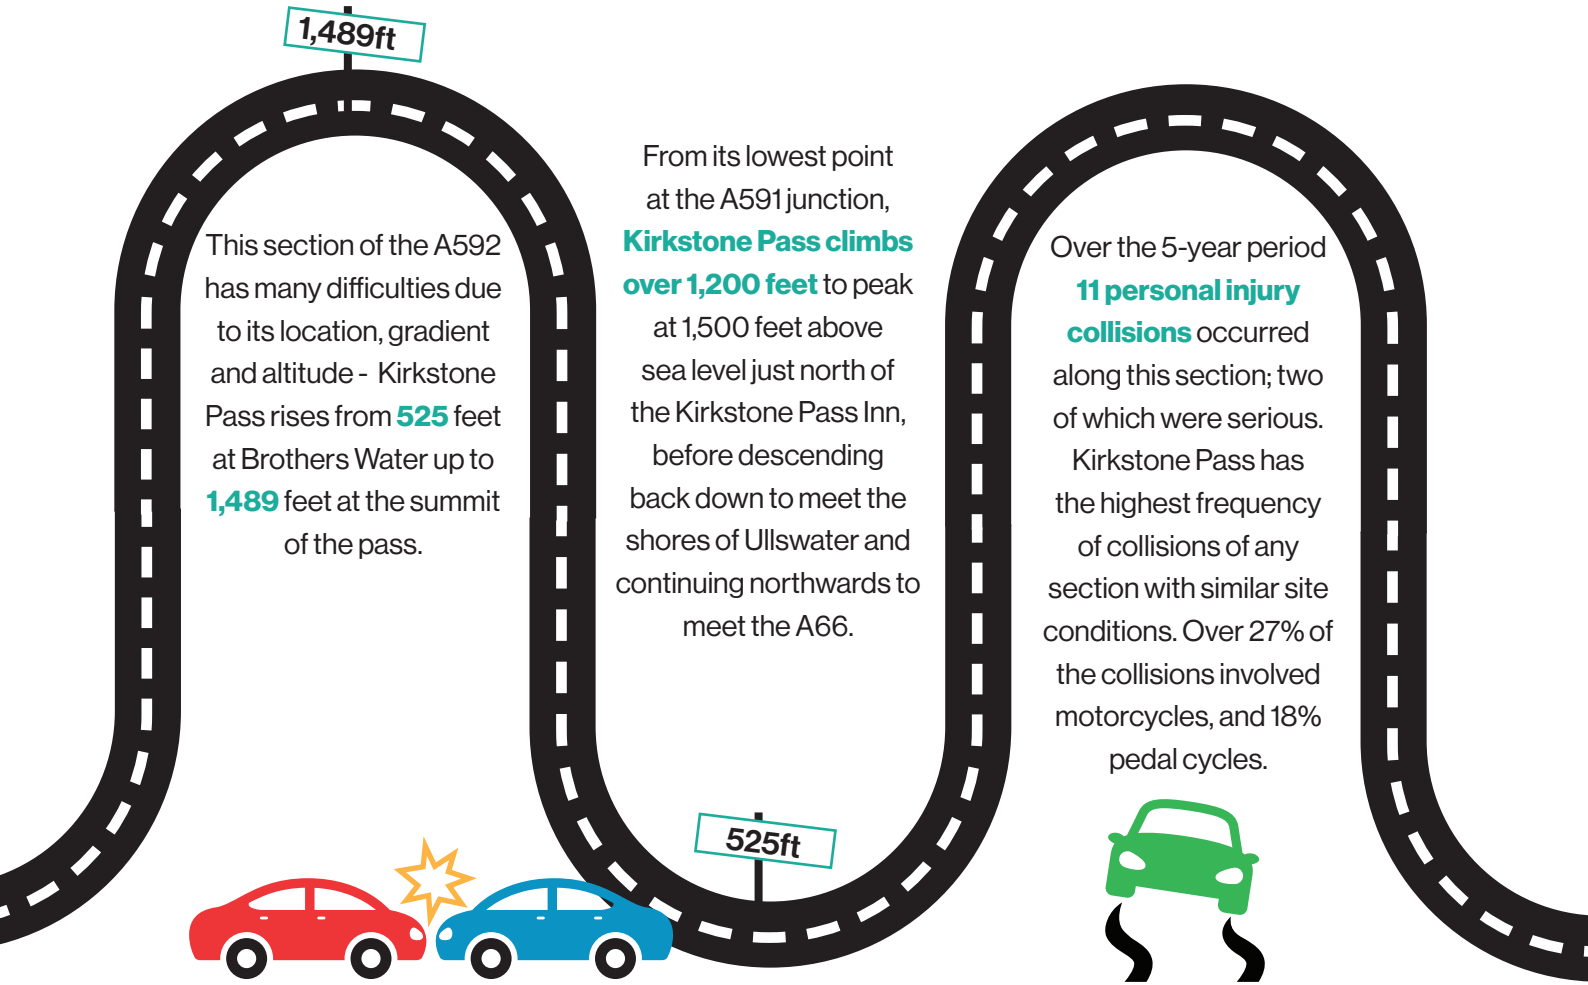 1,489ft
This section of the A592
has many difficulties due
to its location, gradient
and altitude - Kirkstone
Pass rises from 525 feet
at Brothers Water up to
1,489 feet at the summit
of the pass.
From its lowest point
at the A591 junction,
Kirkstone Pass climbs
over 1,200 feet to peak
at 1,500 feet above
sea level just north of
the Kirkstone Pass Inn,
before descending
back down to meet the
shores of Ullswater and
continuing northwards to
meet the A66.
525ft
Over the 5-year period
11 personal injury
collisions occurred
along this section; two
of which were serious.
Kirkstone Pass has
the highest frequency
of collisions of any
section with similar site
conditions. Over 27% of
the collisions involved
motorcycles, and 18%
pedal cycles.